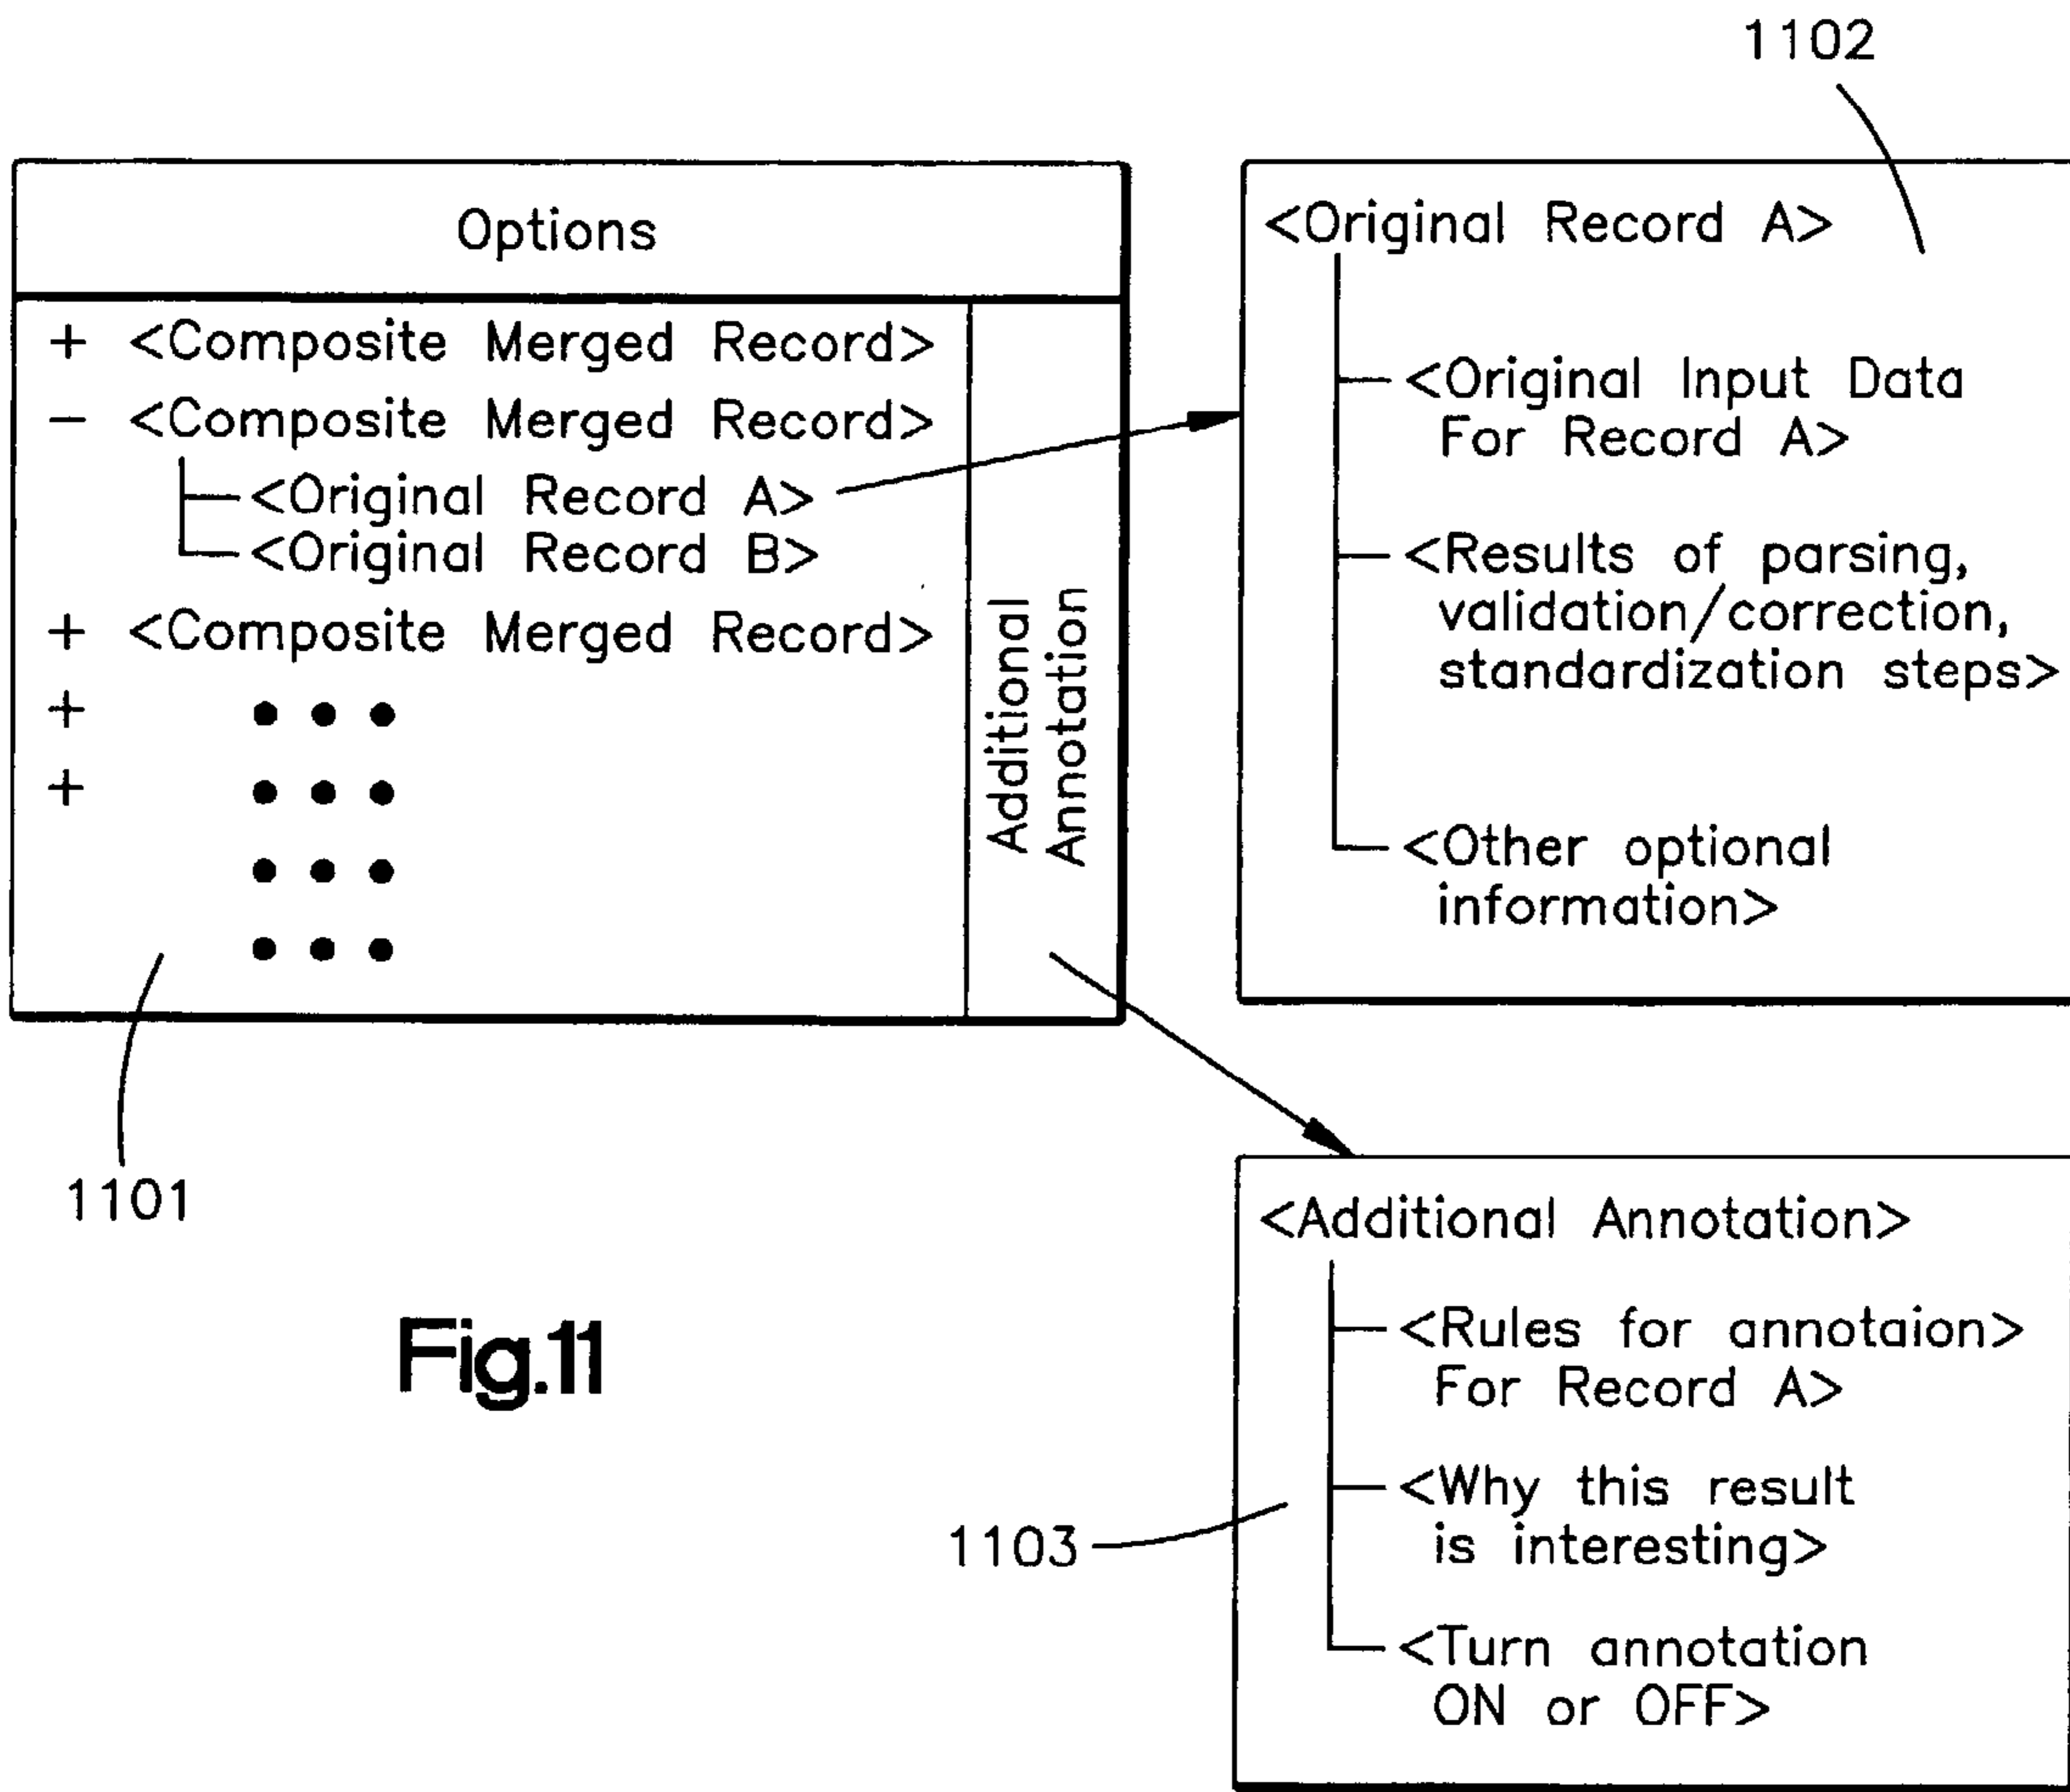 1102
Options
+ <Composite Merged Record>
− <Composite Merged Record>
<Original Record A>
<Original Record B>
+ <Composite Merged Record>
+ • • •
+ • • •
• • •
• • •
Additional
Annotation
1101
<Original Record A>
<Original Input Data
For Record A>
<Results of parsing,
validation/correction,
standardization steps>
<Other optional
information>
<Additional Annotation>
<Rules for annotaion>
For Record A>
<Why this result
is interesting>
<Turn annotation
ON or OFF>
1103
Fig.11